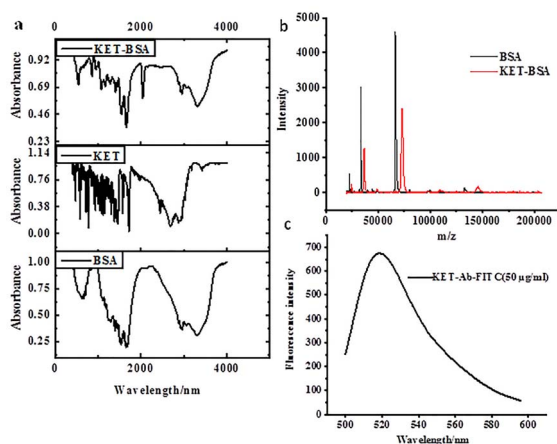 a
0 2000 4000
0.92
0.69
0.46
0.23
Absorbance
KET-BSA
1.14
0.76
0.38
0.00
Absorbance
KET
1.00
0.75
0.50
0.25
Absorbance
BSA
0 2000 4000
Wavelength/nm
b
5000
4000
3000
2000
1000
0
Intensity
BSA
KET-BSA
0 50000 100000 150000 200000
m/z
c
700
600
500
400
300
200
100
0
Fluorescence intensity
KET-Ab-FITC(50 µg/ml)
500 520 540 560 580 600
Wavelength/nm